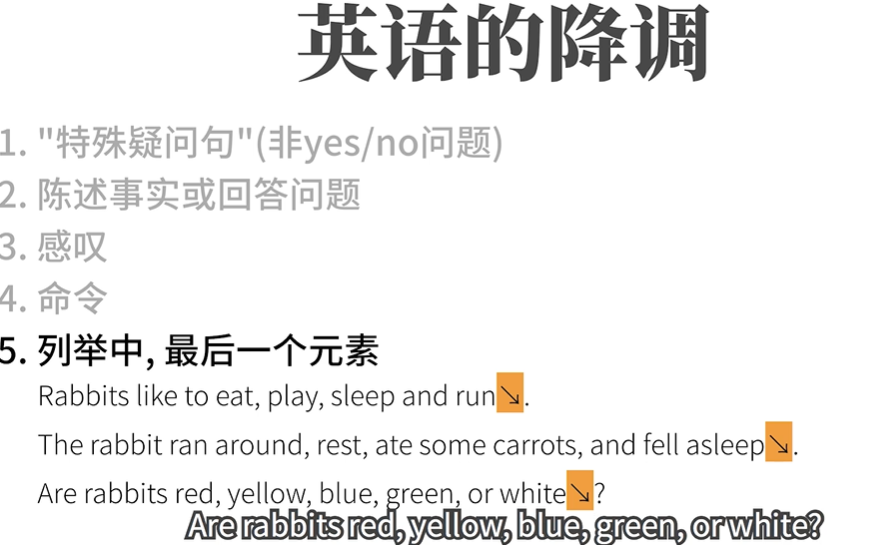 英语的降调
1. "特殊疑问句"(非yes/no问题)
2. 陈述事实或回答问题
3. 感叹
4. 命令
5. 列举中, 最后一个元素
Rabbits like to eat, play, sleep and run↘.
The rabbit ran around, rest, ate some carrots, and fell asleep↘.
Are rabbits red, yellow, blue, green, or white↘?
Are rabbits red, yellow, blue, green, or white?